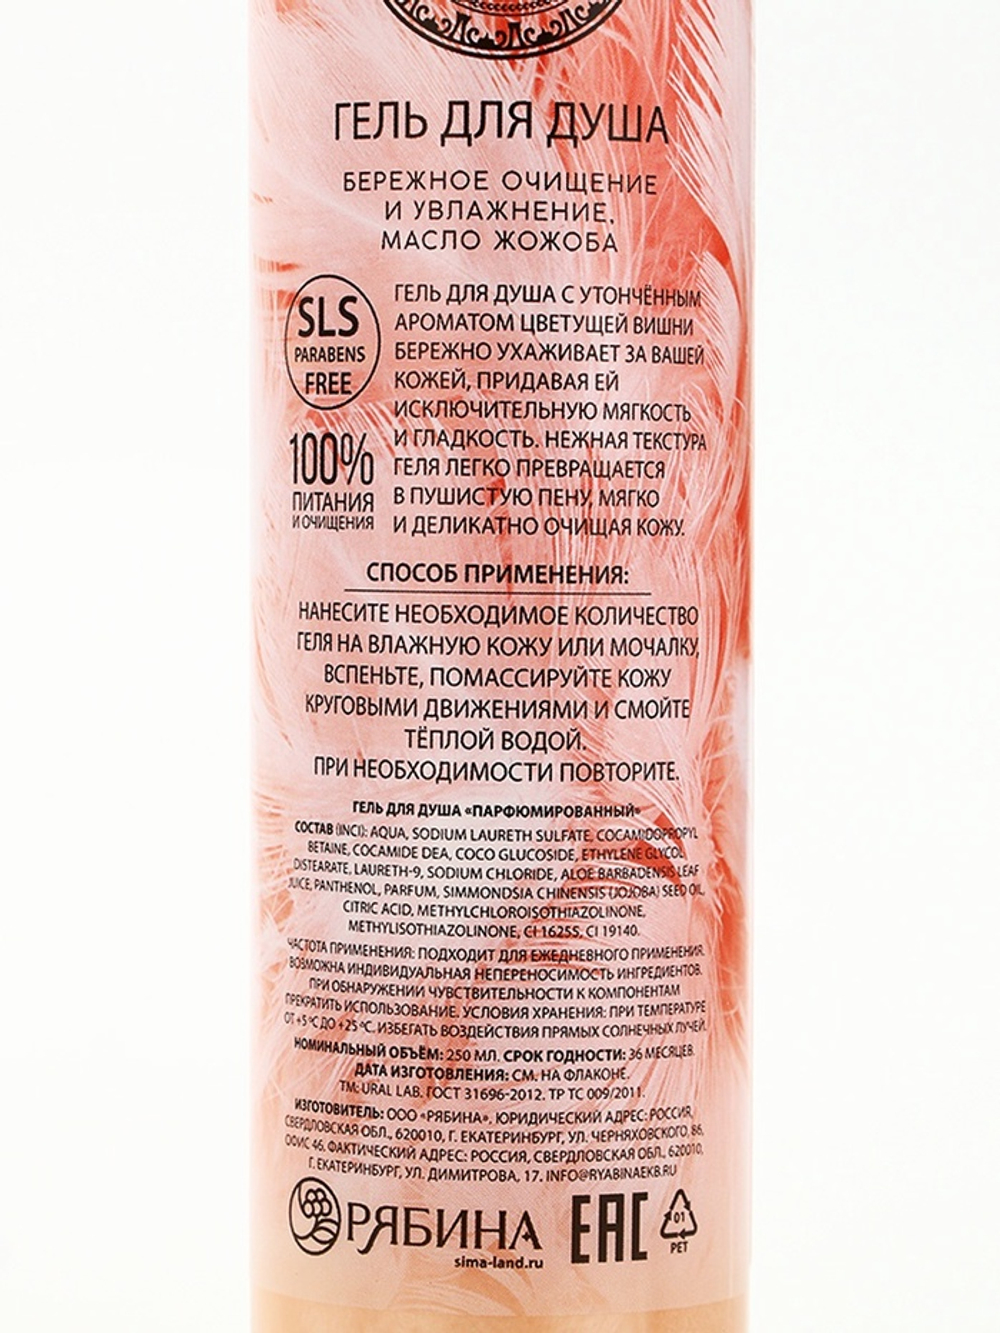 ГЕЛЬ ДЛЯ ДУША
БЕРЕЖНОЕ ОЧИЩЕНИЕ
И УВЛАЖНЕНИЕ,
МАСЛО ЖОЖОБА
SLS
PARABENS
FREE
100%
ПИТАНИЯ
И ОЧИЩЕНИЯ
ГЕЛЬ ДЛЯ ДУША С УТОНЧЁННЫМ
АРОМАТОМ ЦВЕТУЩЕЙ ВИШНИ
БЕРЕЖНО УХАЖИВАЕТ ЗА ВАШЕЙ
КОЖЕЙ, ПРИДАВАЯ ЕЙ
ИСКЛЮЧИТЕЛЬНУЮ МЯГКОСТЬ
И ГЛАДКОСТЬ. НЕЖНАЯ ТЕКСТУРА
ГЕЛЯ ЛЕГКО ПРЕВРАЩАЕТСЯ
В ПУШИСТУЮ ПЕНУ, МЯГКО
И ДЕЛИКАТНО ОЧИЩАЯ КОЖУ.
СПОСОБ ПРИМЕНЕНИЯ:
НАНЕСИТЕ НЕОБХОДИМОЕ КОЛИЧЕСТВО
ГЕЛЯ НА ВЛАЖНУЮ КОЖУ ИЛИ МОЧАЛКУ,
ВСПЕНЬТЕ, ПОМАССИРУЙТЕ КОЖУ
КРУГОВЫМИ ДВИЖЕНИЯМИ И СМОЙТЕ
ТЁПЛОЙ ВОДОЙ.
ПРИ НЕОБХОДИМОСТИ ПОВТОРИТЕ.
ГЕЛЬ ДЛЯ ДУША «ПАРФЮМИРОВАННЫЙ»
СОСТАВ (INCI): AQUA, SODIUM LAURETH SULFATE, COCAMIDOPROPYL
BETAINE, COCAMIDE DEA, COCO GLUCOSIDE, ETHYLENE GLYCOL
DISTEARATE, LAURETH-9, SODIUM CHLORIDE, ALOE BARBADENSIS LEAF
JUICE, PANTHENOL, PARFUM, SIMMONDSIA CHINENSIS (JOJOBA) SEED OIL,
CITRIC ACID, METHYLCHLOROISOTHIAZOLINONE,
METHYLISOTHIAZOLINONE, CI 16255, CI 19140.
ЧАСТОТА ПРИМЕНЕНИЯ: ПОДХОДИТ ДЛЯ ЕЖЕДНЕВНОГО ПРИМЕНЕНИЯ.
ВОЗМОЖНА ИНДИВИДУАЛЬНАЯ НЕПЕРЕНОСИМОСТЬ ИНГРЕДИЕНТОВ.
ПРИ ОБНАРУЖЕНИИ ЧУВСТВИТЕЛЬНОСТИ К КОМПОНЕНТАМ
ПРЕКРАТИТЬ ИСПОЛЬЗОВАНИЕ. УСЛОВИЯ ХРАНЕНИЯ: ПРИ ТЕМПЕРАТУРЕ
ОТ +5 °C ДО +25 °C. ИЗБЕГАТЬ ВОЗДЕЙСТВИЯ ПРЯМЫХ СОЛНЕЧНЫХ ЛУЧЕЙ.
НОМИНАЛЬНЫЙ ОБЪЁМ: 250 МЛ. СРОК ГОДНОСТИ: 36 МЕСЯЦЕВ.
ДАТА ИЗГОТОВЛЕНИЯ: СМ. НА ФЛАКОНЕ.
ТМ: URAL LAB. ГОСТ 31696-2012. ТР ТС 009/2011.
ИЗГОТОВИТЕЛЬ: ООО «РЯБИНА». ЮРИДИЧЕСКИЙ АДРЕС: РОССИЯ,
СВЕРДЛОВСКАЯ ОБЛ., 620010, Г. ЕКАТЕРИНБУРГ, УЛ. ЧЕРНЯХОВСКОГО, 86,
ОФИС 46. ФАКТИЧЕСКИЙ АДРЕС: РОССИЯ, СВЕРДЛОВСКАЯ ОБЛ., 620010,
Г. ЕКАТЕРИНБУРГ, УЛ. ДИМИТРОВА, 17. INFO@RYABINAEKB.RU
РЯБИНА
sima-land.ru
EAC
01
PET